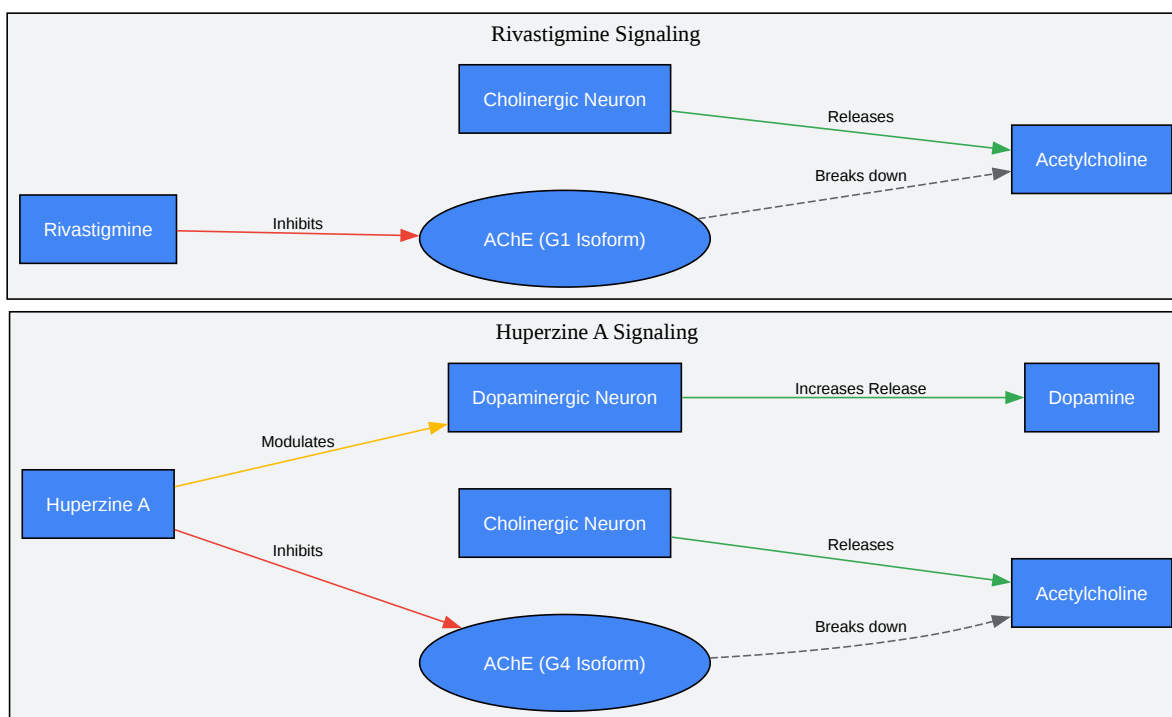 Rivastigmine Signaling
Cholinergic Neuron
Releases
Acetylcholine
Breaks down
Rivastigmine
Inhibits
AChE (G1 Isoform)
Huperzine A Signaling
Dopaminergic Neuron
Increases Release
Dopamine
Modulates
Huperzine A
Cholinergic Neuron
Releases
Inhibits
Acetylcholine
Breaks down
AChE (G4 Isoform)